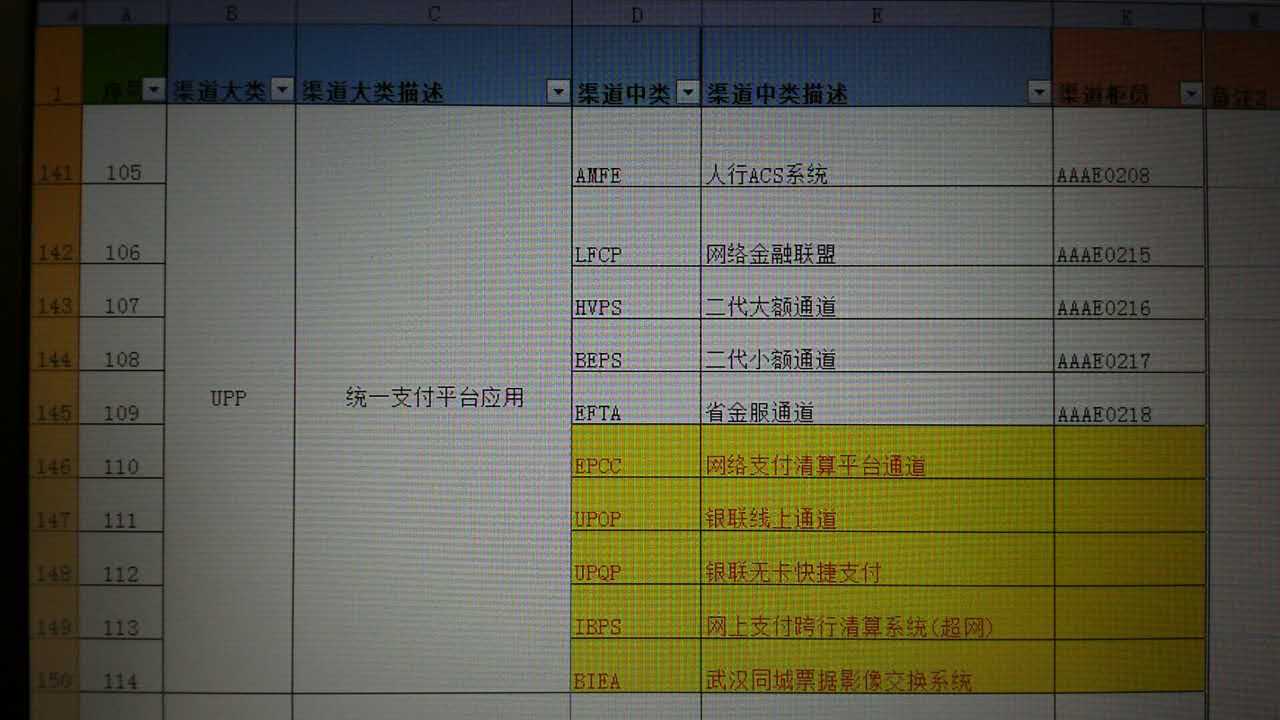 A B C D E K
1 序号 渠道大类 渠道大类描述 渠道中类 渠道中类描述 渠道柜员
141 105 AMFE 人行ACS系统 AAAE0208
142 106 LFCP 网络金融联盟 AAAE0215
143 107 HVPS 二代大额通道 AAAE0216
144 108 BEPS 二代小额通道 AAAE0217
UPP 统一支付平台应用
145 109 EFTA 省金服通道 AAAE0218
146 110 EPCC 网络支付清算平台通道
147 111 UPOP 银联线上通道
148 112 UPQP 银联无卡快捷支付
149 113 IBPS 网上支付跨行清算系统(超网)
150 114 BIEA 武汉同城票据影像交换系统